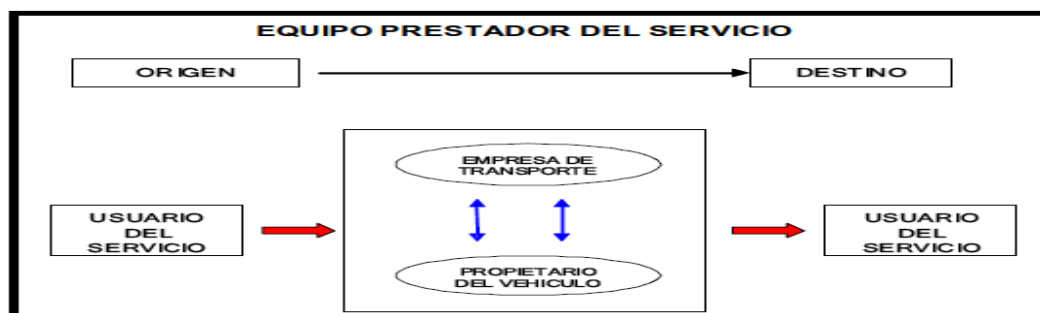 EQUIPO PRESTADOR DEL SERVICIO
ORIGEN
DESTINO
EMPRESA DE
TRANSPORTE
USUARIO
DEL
SERVICIO
USUARIO
DEL
SERVICIO
PROPIETARIO
DEL VEHICULO